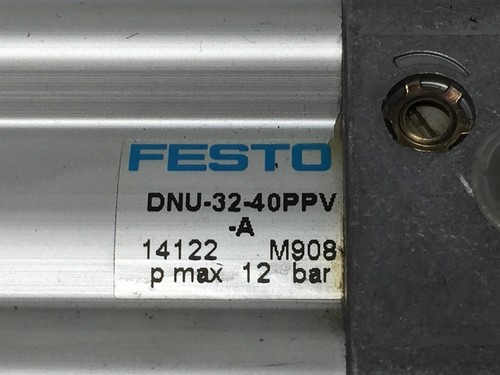 FESTO
DNU-32-40PPV
-A
14122 M908
p max 12 bar